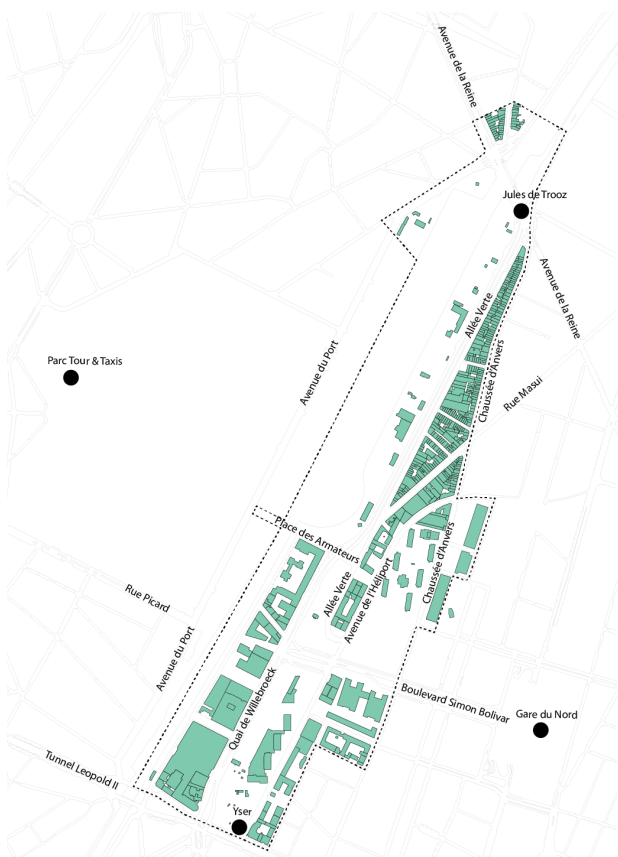 Avenue de la Reine
Jules de Trooz
Avenue de la Reine
Allée Verte
Avenue du Port
Parc Tour & Taxis
Chaussée d'Anvers
Rue Masui
Place des Armateurs
Chaussée d'Anvers
Allée Verte
Avenue de l'Héliport
Rue Picard
Avenue du Port
Quai de Willebroeck
Boulevard Simon Bolivar
Gare du Nord
Tunnel Leopold II
Yser